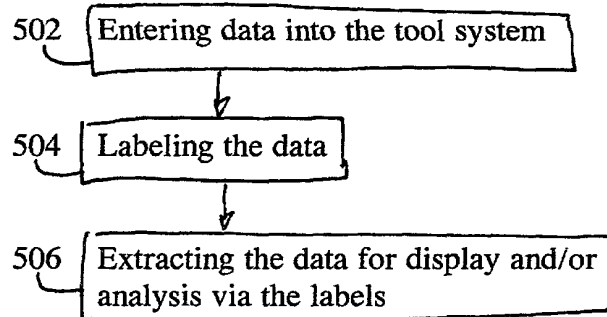 502 Entering data into the tool system
504 Labeling the data
506 Extracting the data for display and/or
analysis via the labels